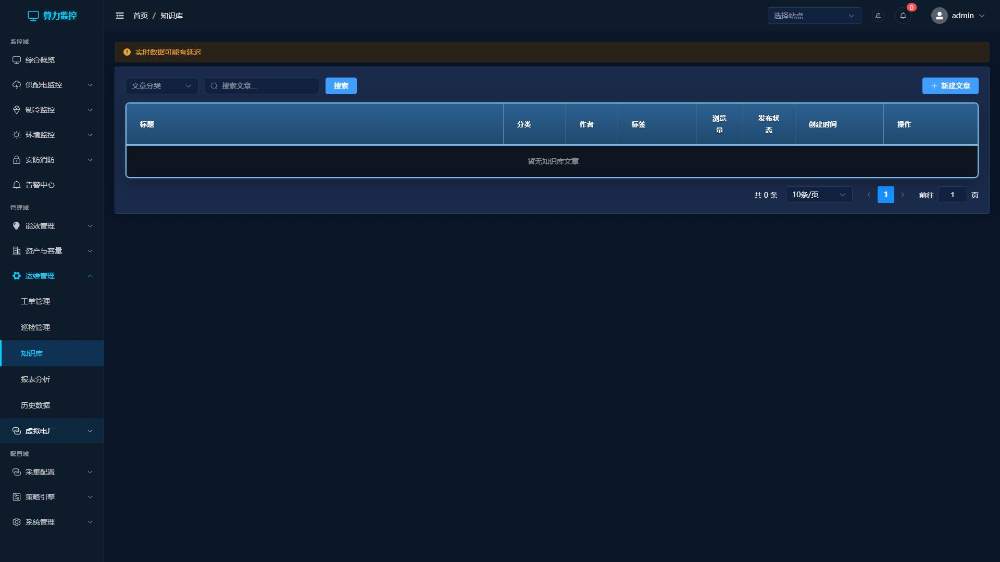 算力监控
首页 / 知识库
选择站点
0
admin
监控域
综合概览
供配电监控
制冷监控
环境监控
安防消防
告警中心
管理域
能效管理
资产与容量
运维管理
工单管理
巡检管理
知识库
报表分析
历史数据
虚拟电厂
配置域
采集配置
策略引擎
系统管理
实时数据可能有延迟
文章分类
搜索文章...
搜索
新建文章
标题 分类 作者 标签 浏览量 发布状态 创建时间 操作
暂无知识库文章
共 0 条 10条/页 1 前往 1 页